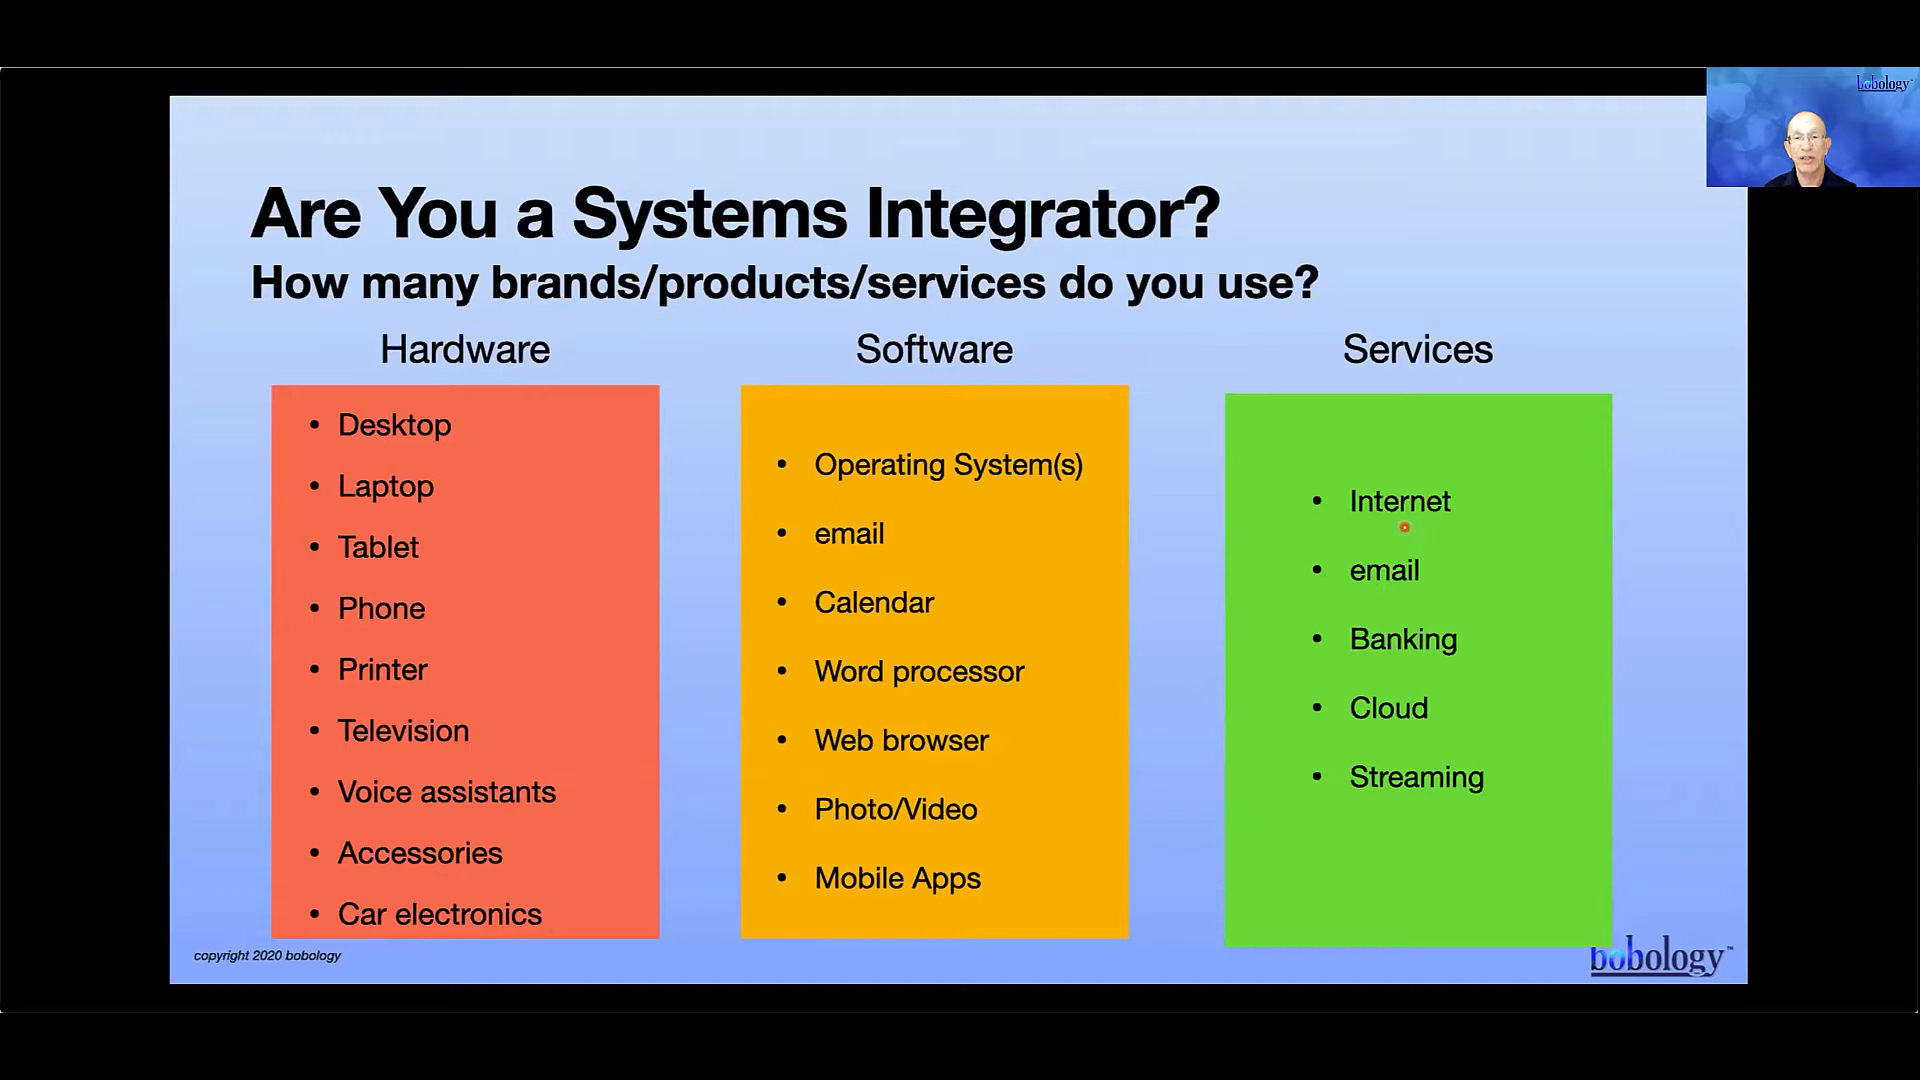 bobology
Are You a Systems Integrator?
How many brands/products/services do you use?
Hardware
• Desktop
• Laptop
• Tablet
• Phone
• Printer
• Television
• Voice assistants
• Accessories
• Car electronics
Software
• Operating System(s)
• email
• Calendar
• Word processor
• Web browser
• Photo/Video
• Mobile Apps
Services
• Internet
• email
• Banking
• Cloud
• Streaming
copyright 2020 bobology
bobology™